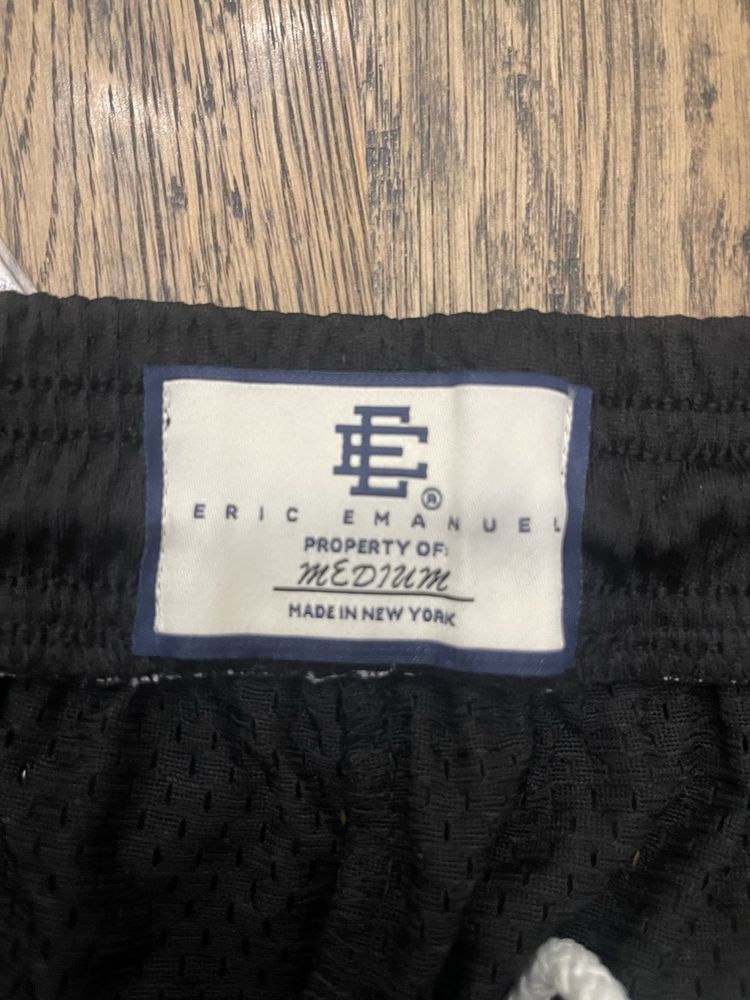 EE
®
ERIC EMANUEL
PROPERTY OF:
MEDIUM
MADE IN NEW YORK